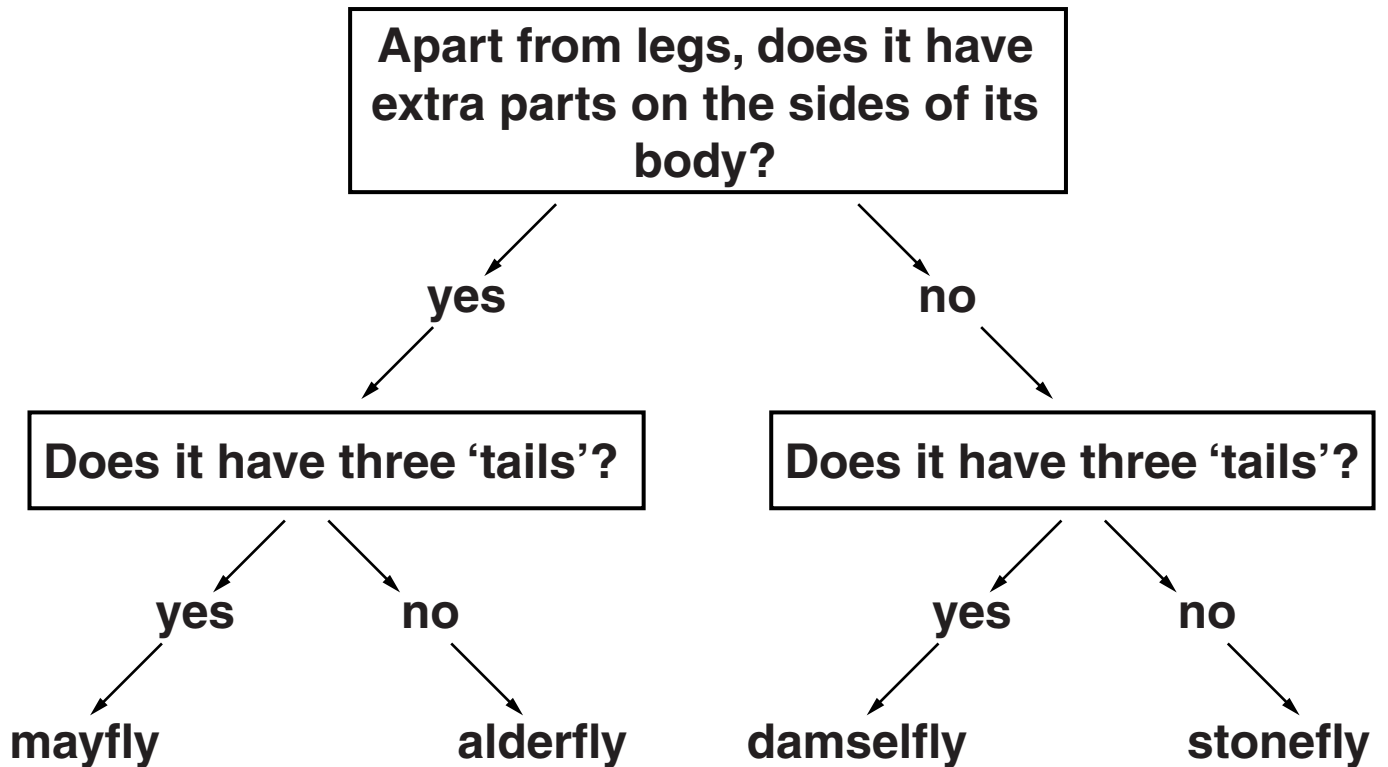 Apart from legs, does it have
extra parts on the sides of its
body?
yes
no
Does it have three ‘tails’?
Does it have three ‘tails’?
yes
no
yes
no
mayfly
alderfly
damselfly
stonefly